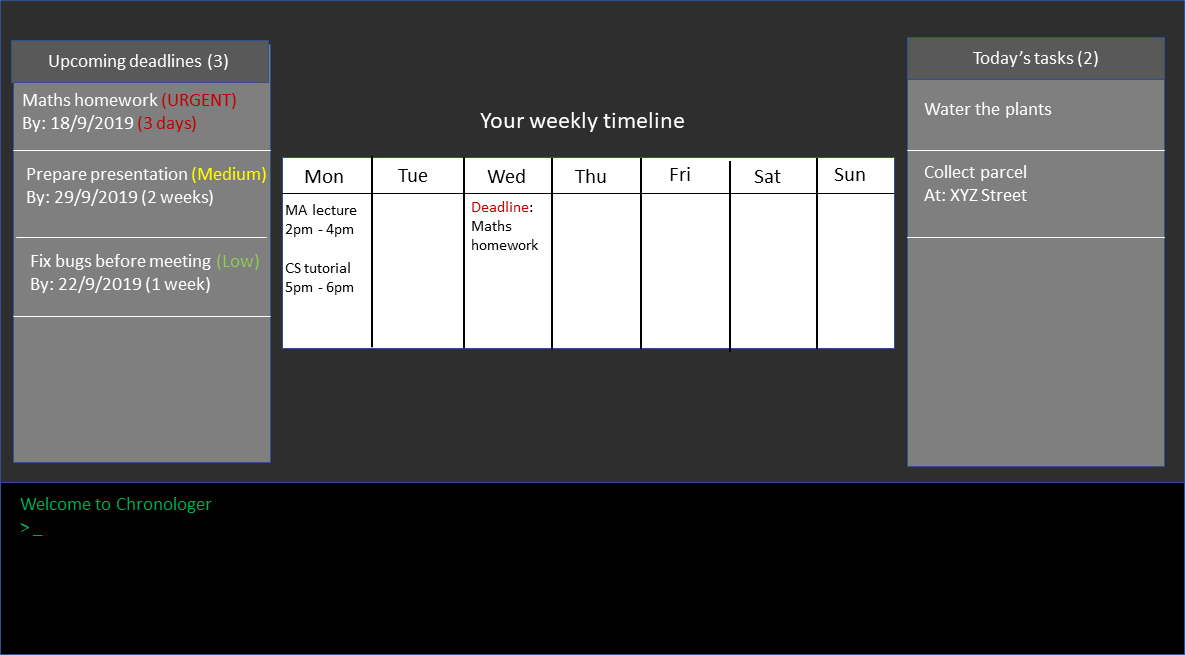 Upcoming deadlines (3)
Maths homework (URGENT)
By: 18/9/2019 (3 days)
Prepare presentation (Medium)
By: 29/9/2019 (2 weeks)
Fix bugs before meeting (Low)
By: 22/9/2019 (1 week)
Your weekly timeline
Mon Tue Wed Thu Fri Sat Sun
MA lecture
2pm - 4pm
CS tutorial
5pm - 6pm
Deadline:
Maths
homework
Today’s tasks (2)
Water the plants
Collect parcel
At: XYZ Street
Welcome to Chronologer
> _